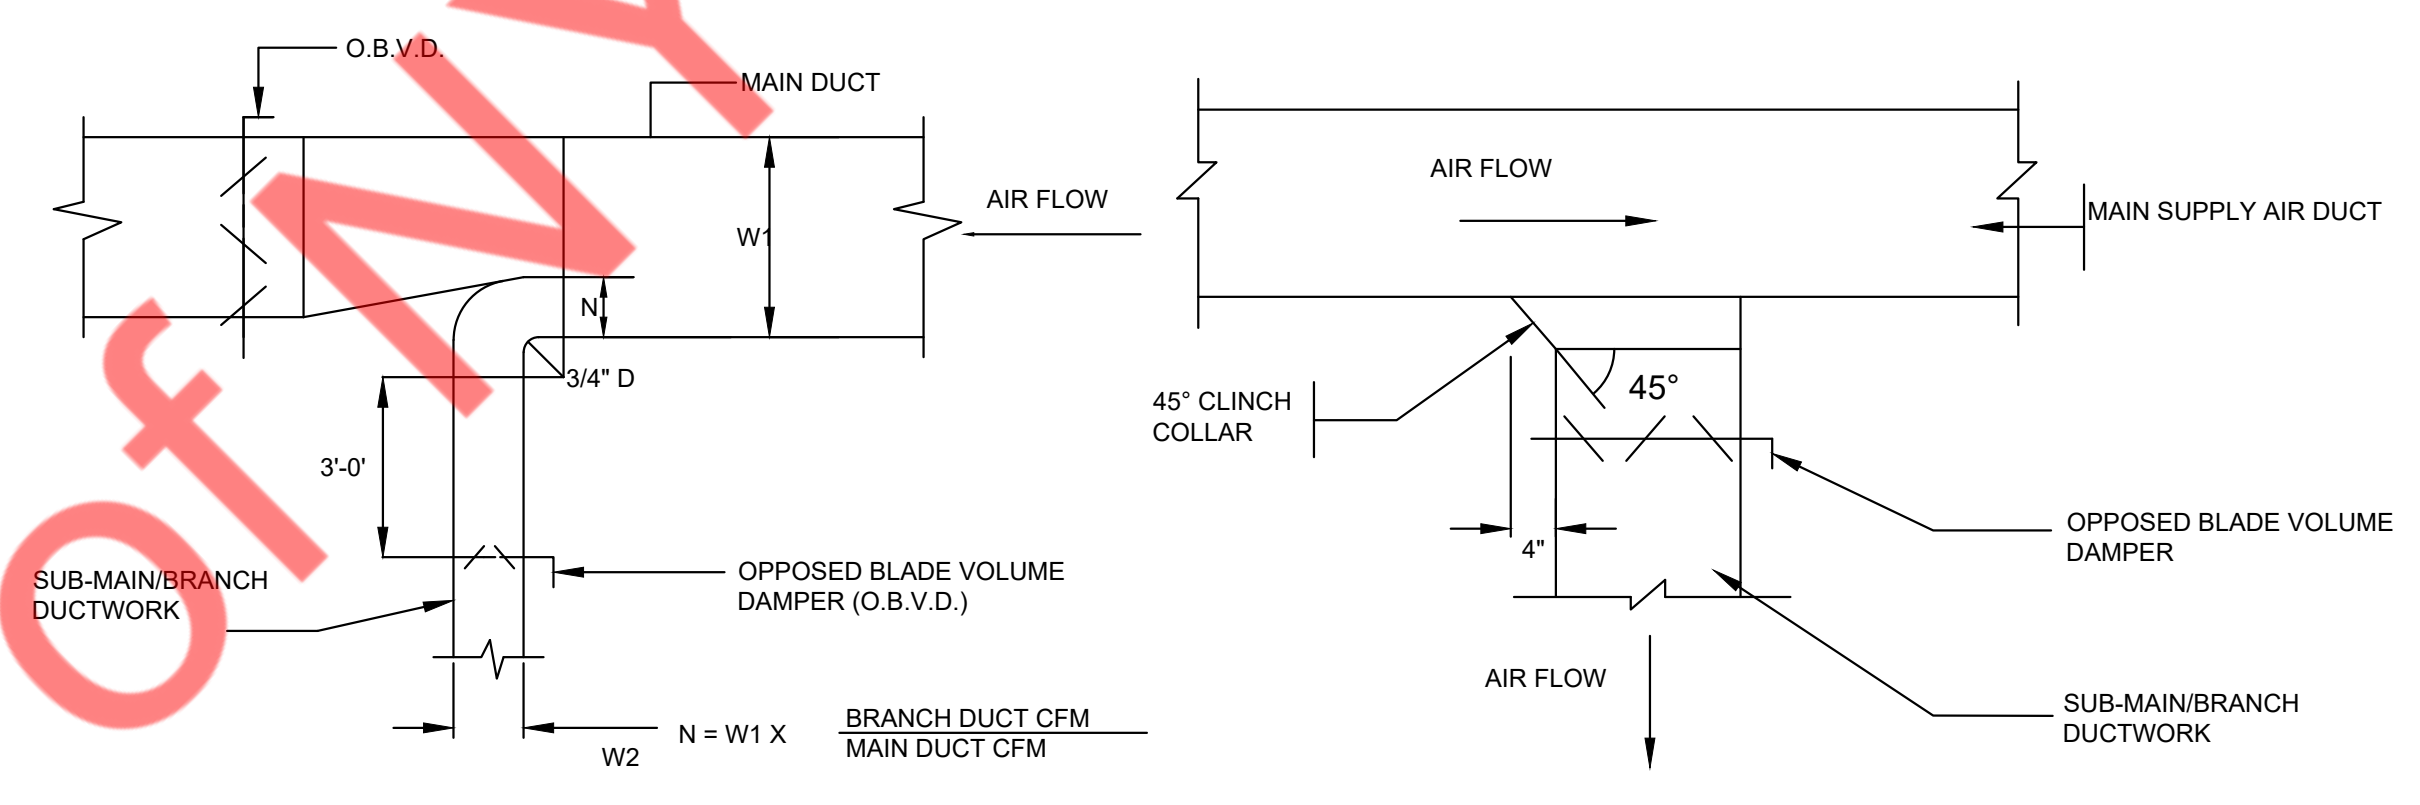 O.B.V.D.
MAIN DUCT
W1
AIR FLOW
N
3/4" D
3'-0'
SUB-MAIN/BRANCH
DUCTWORK
OPPOSED BLADE VOLUME
DAMPER (O.B.V.D.)
W2
N = W1 X
BRANCH DUCT CFM
MAIN DUCT CFM
AIR FLOW
MAIN SUPPLY AIR DUCT
45° CLINCH
COLLAR
45°
4"
OPPOSED BLADE VOLUME
DAMPER
AIR FLOW
SUB-MAIN/BRANCH
DUCTWORK
of NY